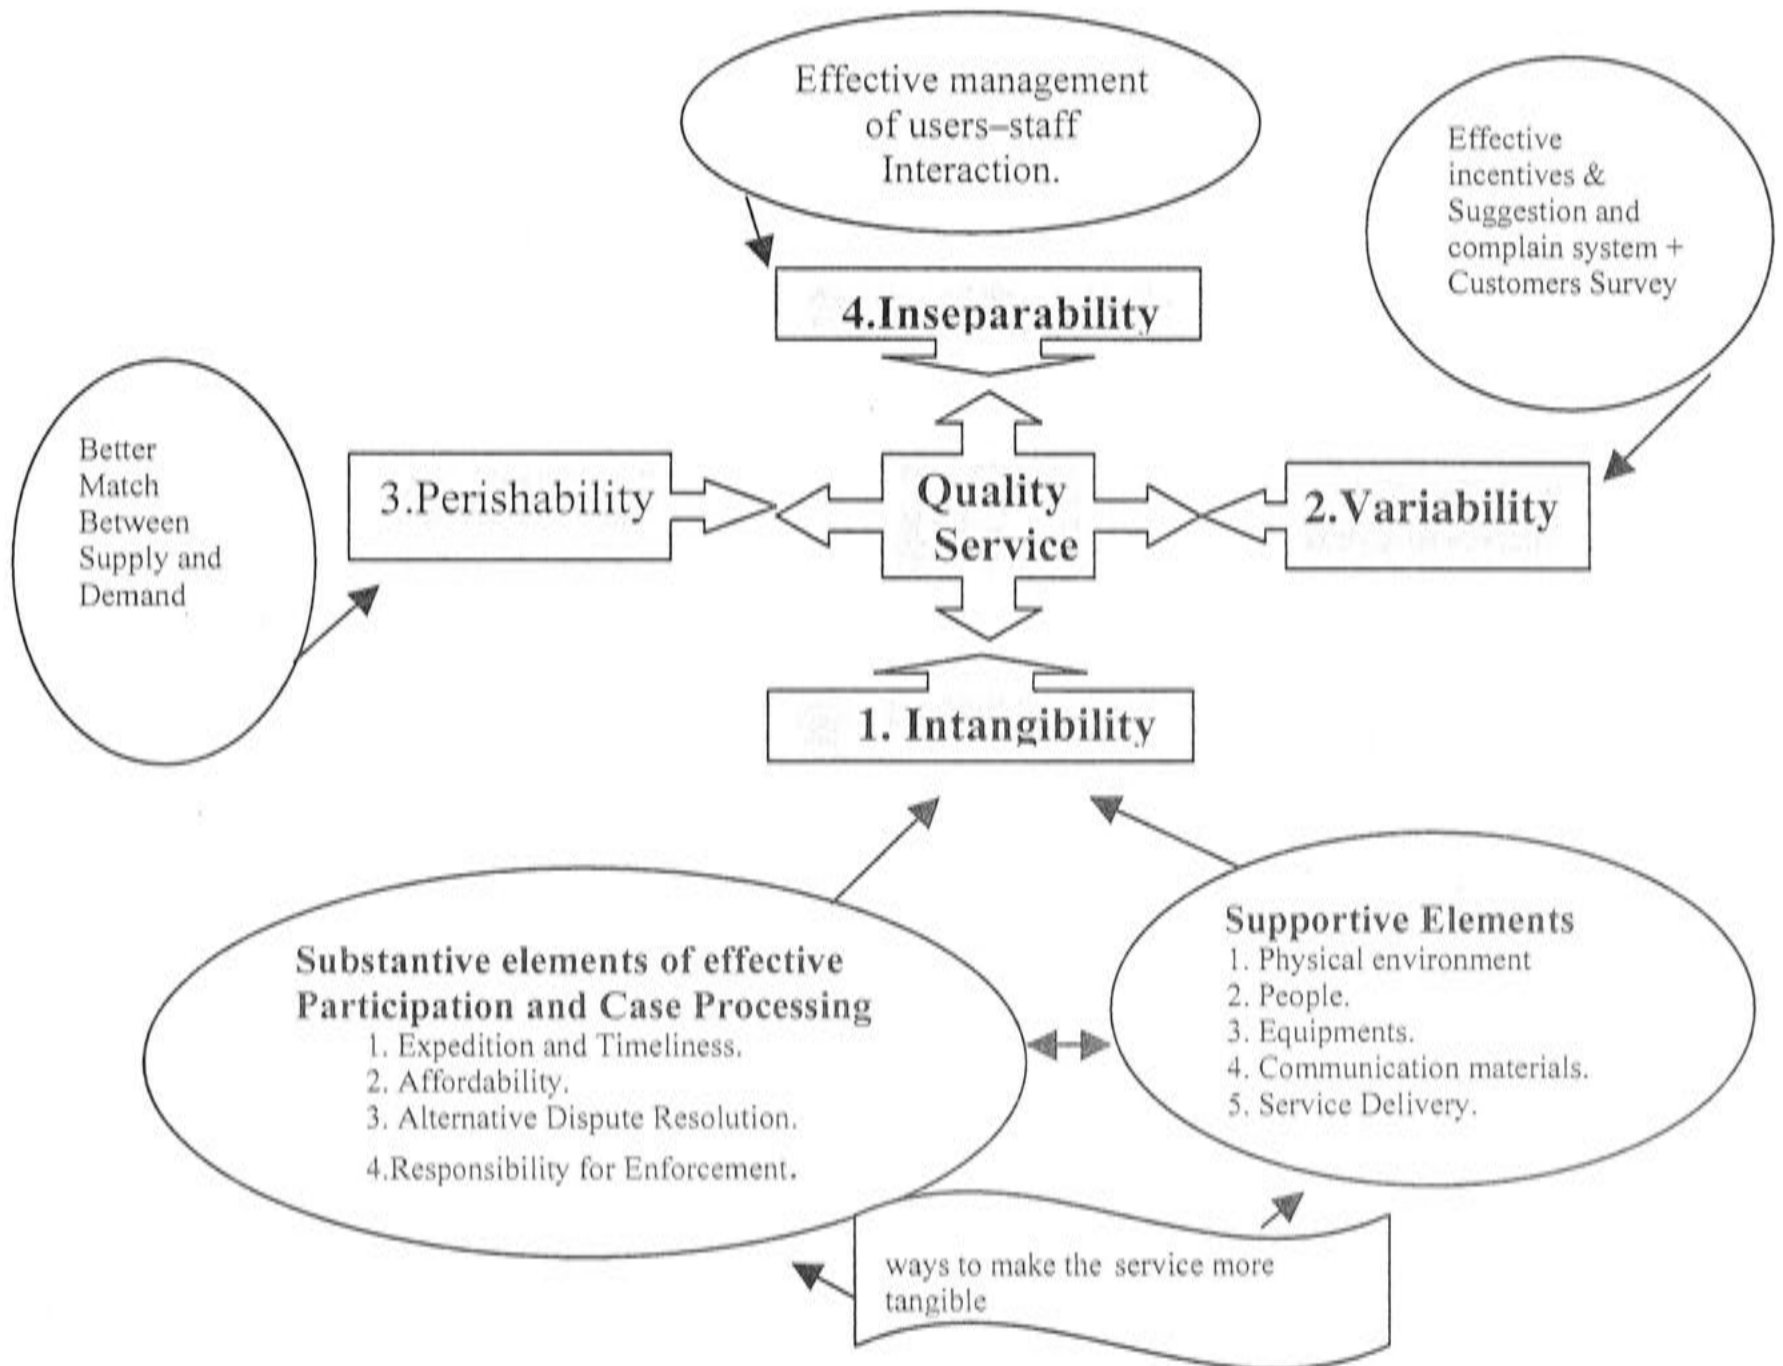 Effective management
of users–staff
Interaction.
Effective
incentives &
Suggestion and
complain system +
Customers Survey
4.Inseparability
Better
Match
Between
Supply and
Demand
3.Perishability
Quality
Service
2.Variability
1. Intangibility
Substantive elements of effective
Participation and Case Processing
1. Expedition and Timeliness.
2. Affordability.
3. Alternative Dispute Resolution.
4.Responsibility for Enforcement.
Supportive Elements
1. Physical environment
2. People.
3. Equipments.
4. Communication materials.
5. Service Delivery.
ways to make the service more
tangible